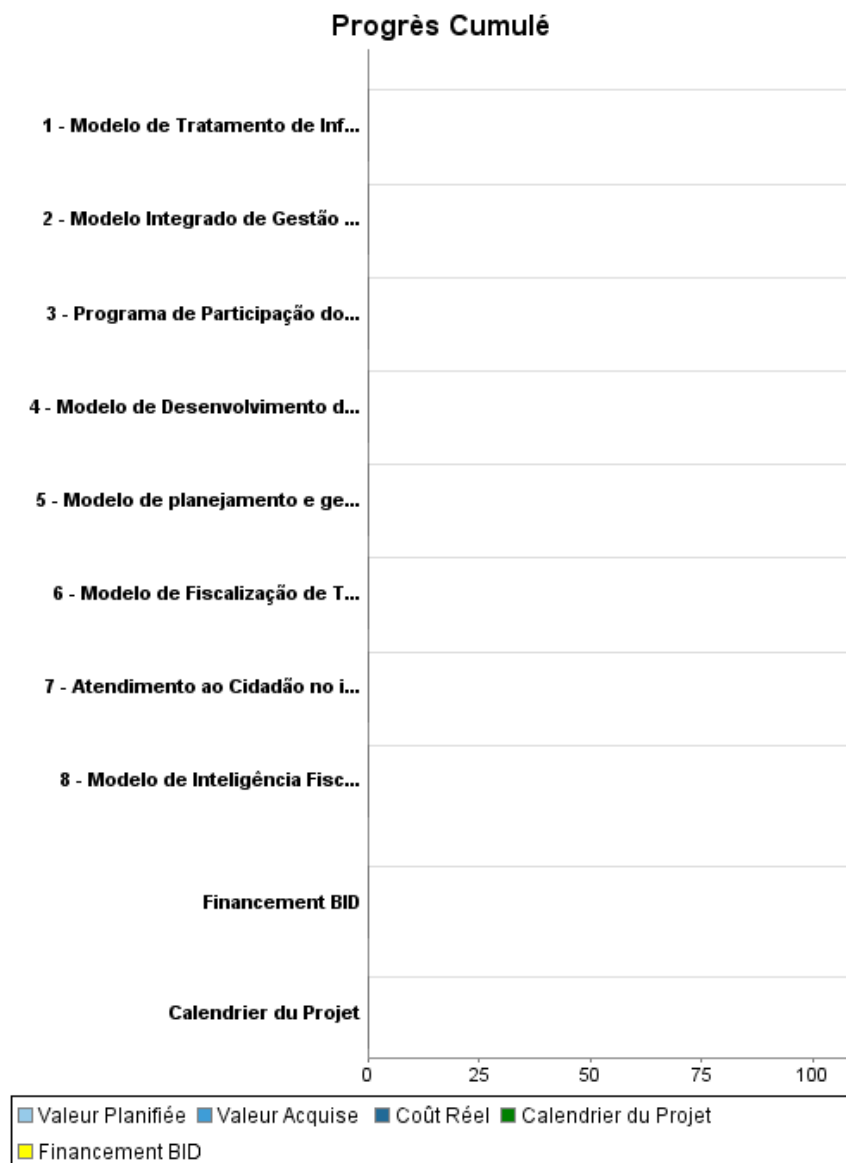 Progrès Cumulé
1 - Modelo de Tratamento de Inf...
2 - Modelo Integrado de Gestão ...
3 - Programa de Participação do...
4 - Modelo de Desenvolvimento d...
5 - Modelo de planejamento e ge...
6 - Modelo de Fiscalização de T...
7 - Atendimento ao Cidadão no i...
8 - Modelo de Inteligência Fisc...
Financement BID
Calendrier du Projet
0 25 50 75 100
Valeur Planifiée Valeur Acquise Coût Réel Calendrier du Projet
Financement BID